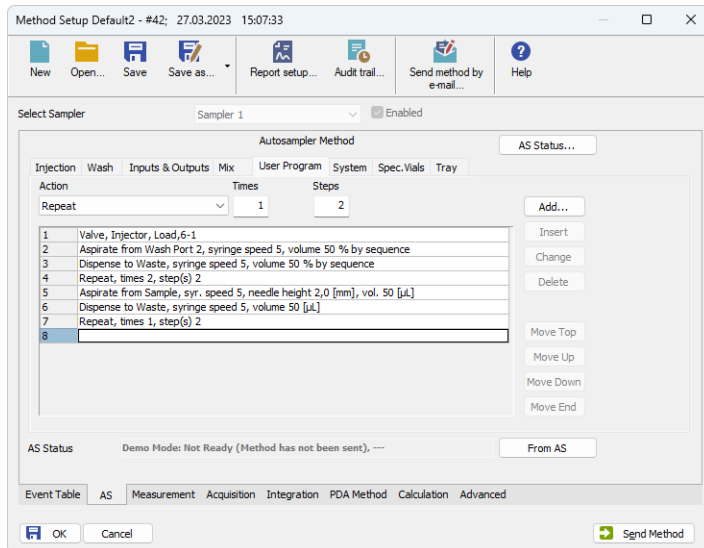 Method Setup Default2 - #42;   27.03.2023   15:07:33
New Open... Save Save as... Report setup... Audit trail... Send method by e-mail... Help
Select Sampler Sampler 1 Enabled
Autosampler Method AS Status...
Injection Wash Inputs & Outputs Mix User Program System Spec.Vials Tray
Action Times Steps
Repeat 1 2 Add...
Insert
Change
Delete
Move Top
Move Up
Move Down
Move End
1 Valve, Injector, Load,6-1
2 Aspirate from Wash Port 2, syringe speed 5, volume 50 % by sequence
3 Dispense to Waste, syringe speed 5, volume 50 % by sequence
4 Repeat, times 2, step(s) 2
5 Aspirate from Sample, syr. speed 5, needle height 2,0 [mm], vol. 50 [µL]
6 Dispense to Waste, syringe speed 5, volume 50 [µL]
7 Repeat, times 1, step(s) 2
8
AS Status Demo Mode: Not Ready (Method has not been sent), --- From AS
Event Table AS Measurement Acquisition Integration PDA Method Calculation Advanced
OK Cancel Send Method